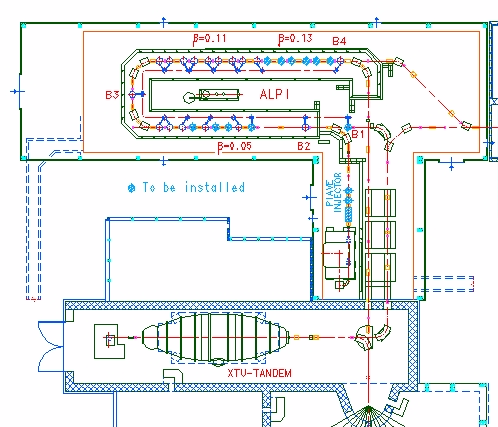 β=0.11
β=0.13
B4
B3
ALPI
B1
β=0.05
B2
To be installed
PIAVE
INJECTOR
XTU-TANDEM